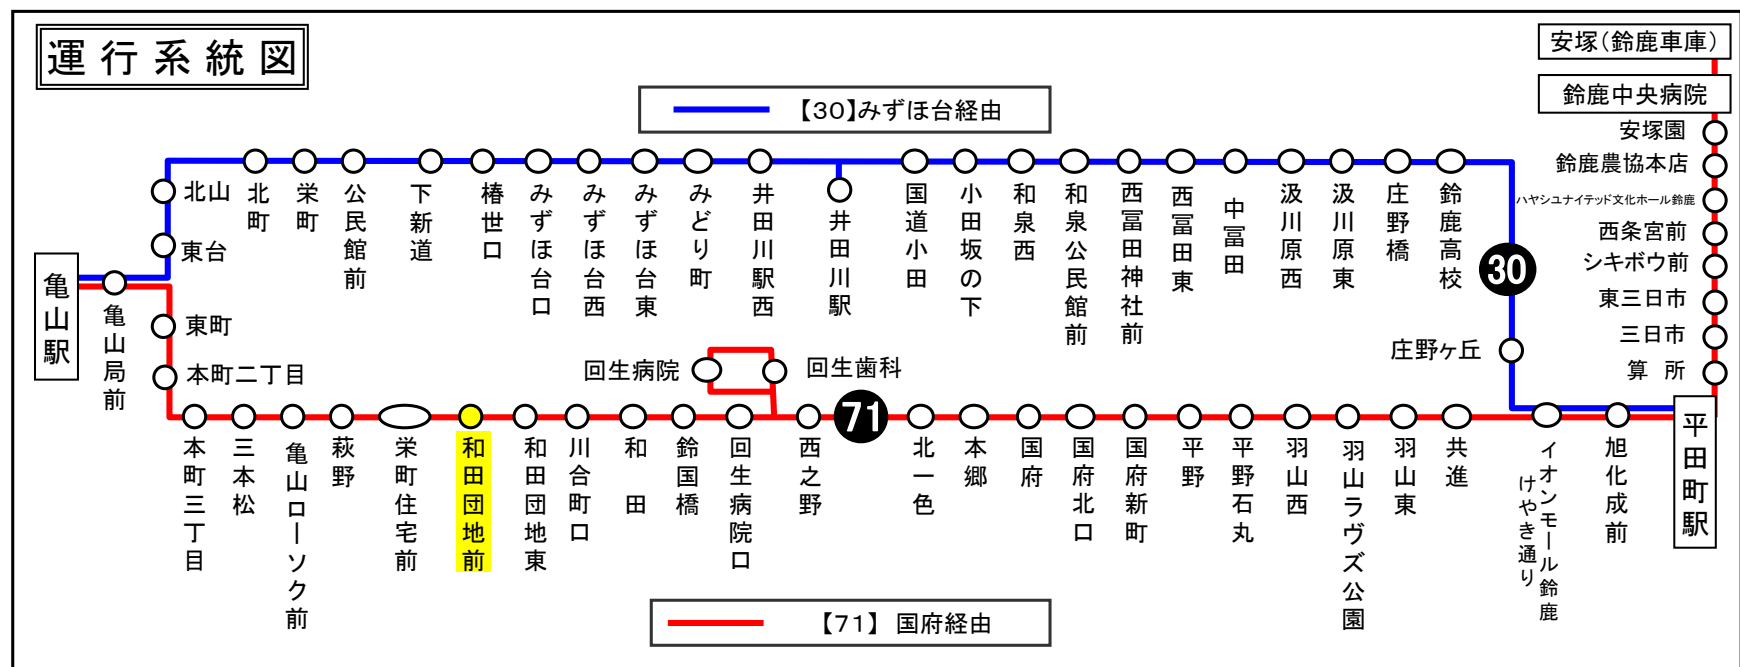 運行系統図
【30】みずほ台経由
安塚（鈴鹿車庫）
鈴鹿中央病院
安塚園
鈴鹿農協本店
ハヤシユナイテッド文化ホール鈴鹿
西条宮前
シキボウ前
東三日市
三日市
算所
平田町駅
亀山駅
亀山局前
東台
北山
北町
栄町
公民館前
下新道
椿世口
みずほ台口
みずほ台西
みずほ台東
みどり町
井田川駅西
井田川駅
国道小田
小田坂の下
和泉西
和泉公民館前
西冨田神社前
西冨田東
中冨田
汲川原西
汲川原東
庄野橋
鈴鹿高校
30
庄野ヶ丘
東町
本町二丁目
本町三丁目
三本松
亀山ローソク前
萩野
栄町住宅前
和田団地前
和田団地東
川合町口
和田
鈴国橋
回生病院口
回生病院
回生歯科
西之野
71
北一色
本郷
国府
国府北口
国府新町
平野
平野石丸
羽山西
羽山ラヴズ公園
羽山東
共進
イオンモール鈴鹿
けやき通り
旭化成前
【71】国府経由